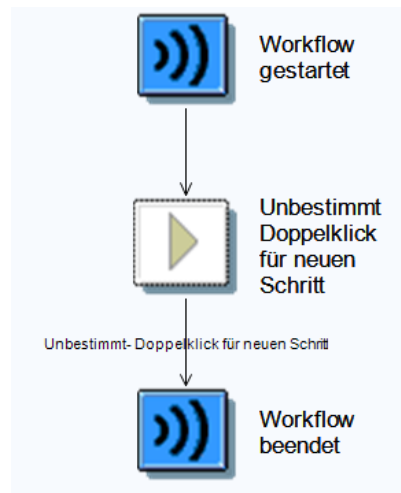 Workflow
gestartet
Unbestimmt
Doppelklick
für neuen
Schritt
Unbestimmt- Doppelklick für neuen Schritt
Workflow
beendet